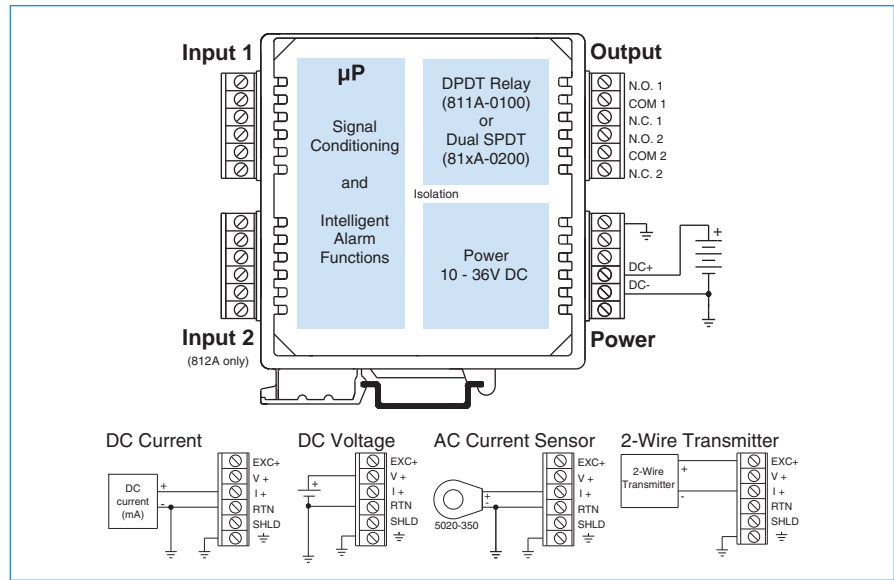 Input 1
µP
Signal
Conditioning
and
Intelligent
Alarm
Functions
DPDT Relay
(811A-0100)
or
Dual SPDT
(81xA-0200)
Isolation
Power
10 - 36V DC
Output
N.O. 1
COM 1
N.C. 1
N.O. 2
COM 2
N.C. 2
+
DC+
DC-
Input 2
(812A only)
Power
DC Current
DC
current
(mA)
+
-
EXC+
V +
I +
RTN
SHLD
DC Voltage
+
EXC+
V +
I +
RTN
SHLD
AC Current Sensor
5020-350
+
-
EXC+
V +
I +
RTN
SHLD
2-Wire Transmitter
2-Wire
Transmitter
+
-
EXC+
V +
I +
RTN
SHLD